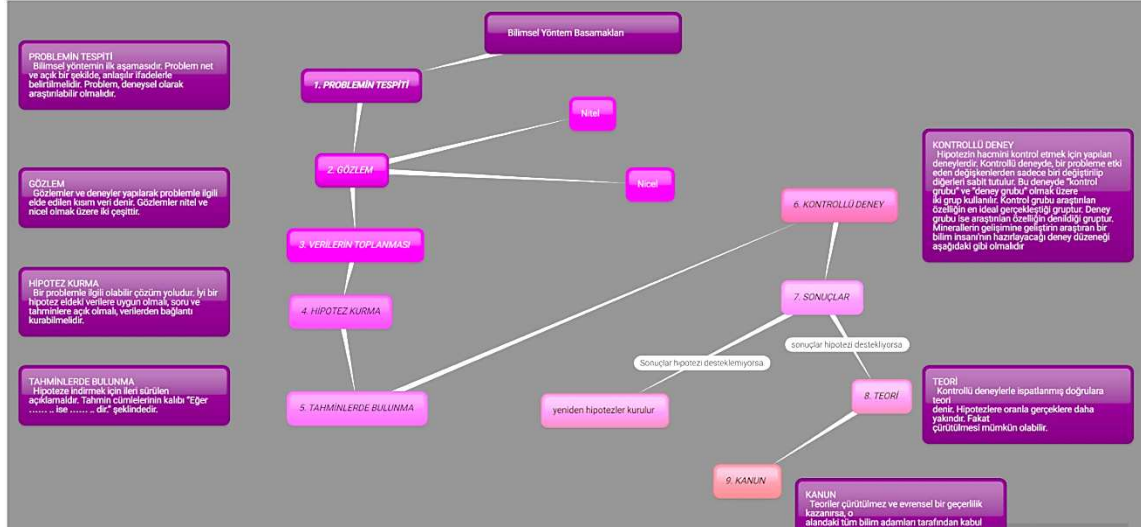 Bilimsel Yöntem Basamakları
1. PROBLEMİN TESPİTİ
2. GÖZLEM
Nitel
Nicel
3. VERİLERİN TOPLANMASI
4. HİPOTEZ KURMA
5. TAHMİNLERDE BULUNMA
6. KONTROLLÜ DENEY
7. SONUÇLAR
Sonuçlar hipotezi desteklemiyorsa
sonuçlar hipotezi destekliyorsa
yeniden hipotezler kurulur
8. TEORİ
9. KANUN
PROBLEMİN TESPİTİ
Bilimsel yöntemin ilk aşamasıdır. Problem net
ve açık bir şekilde, anlaşılır ifadelerle
belirtilmelidir. Problem, deneysel olarak
araştırılabilir olmalıdır.
GÖZLEM
Gözlemler ve deneyler yapılarak problemle ilgili
elde edilen kısım veri denir. Gözlemler nitel ve
nicel olmak üzere iki çeşittir.
HİPOTEZ KURMA
Bir problemle ilgili olabilir çözüm yoludur. İyi bir
hipotez eldeki verilere uygun olmalı, soru ve
tahminlere açık olmalı, verilerden bağlantı
kurabilmelidir.
TAHMİNLERDE BULUNMA
Hipoteze indirmek için ileri sürülen
açıklamaldır. Tahmin cümlelerinin kalıbı "Eğer
…… .. ise …… .. dir." şeklindedir.
KONTROLLÜ DENEY
Hipotezin hacmini kontrol etmek için yapılan
deneylerdir. Kontrollü deneyde, bir probleme etki
eden değişkenlerden sadece biri değiştirilip
diğerleri sabit tutulur. Bu deneyde "kontrol
grubu" ve "deney grubu" olmak üzere
iki grup kullanılır. Kontrol grubu araştırılan
özelliğin en ideal gerçekleştiği gruptur. Deney
grubu ise araştırılan özelliğin denildiği gruptur.
Minerallerin gelişimine geliştirin araştıran bir
bilim insanı'nın hazırlayacağı deney düzeneği
aşağıdaki gibi olmalıdır
TEORİ
Kontrollü deneylerle ispatlanmış doğrulara
teori
denir. Hipotezlere oranla gerçeklere daha
yakındır. Fakat
çürütülmesi mümkün olabilir.
KANUN
Teoriler çürütülmez ve evrensel bir geçerlilik
kazanırsa, o
alandaki tüm bilim adamları tarafından kabul